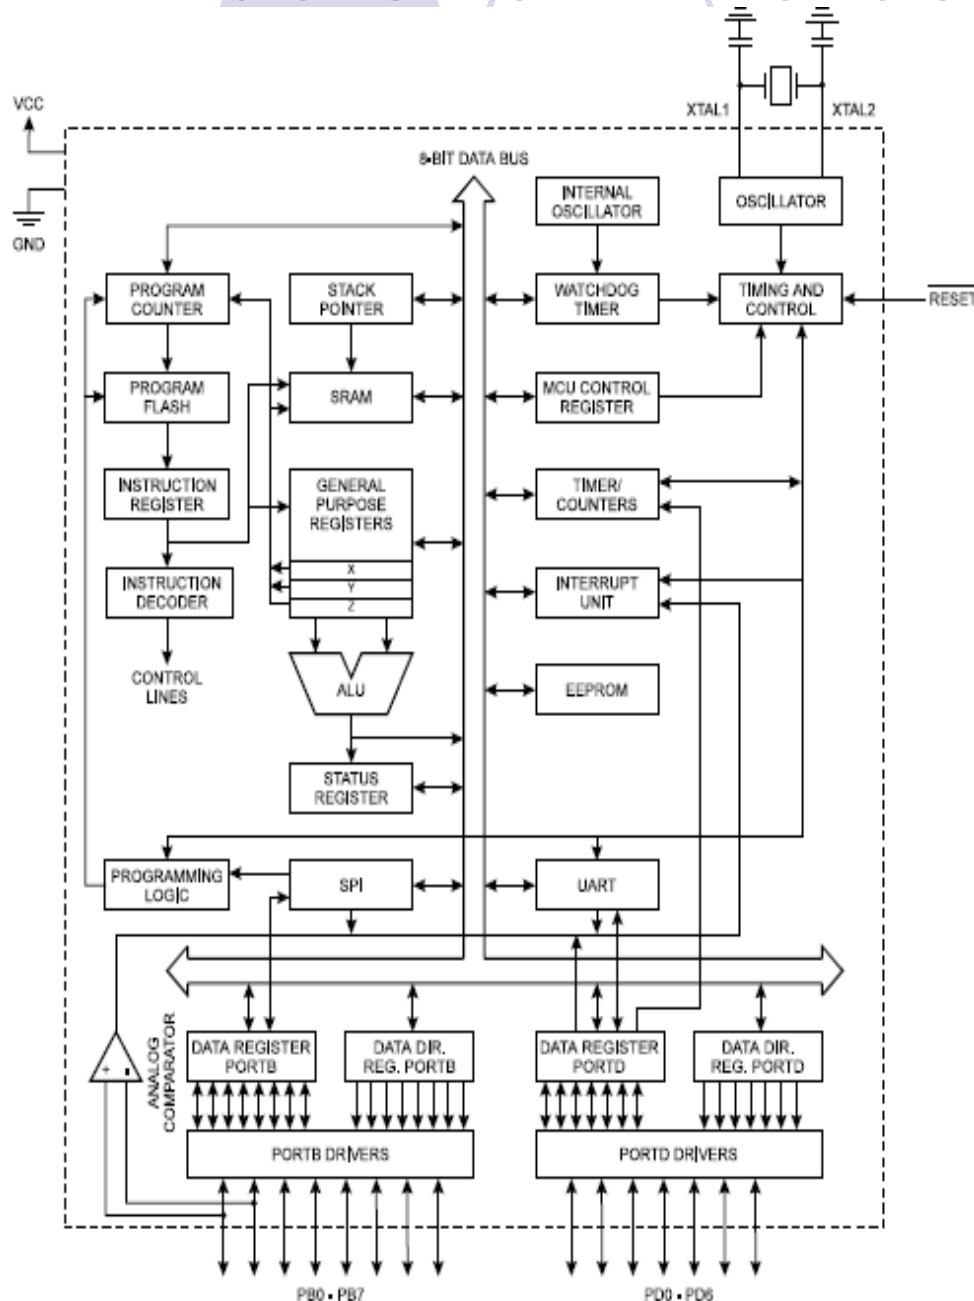 XTAL1
XTAL2
VCC
8-BIT DATA BUS
INTERNAL
OSCILLATOR
OSCILLATOR
GND
PROGRAM
COUNTER
STACK
POINTER
WATCHDOG
TIMER
TIMING AND
CONTROL
RESET
PROGRAM
FLASH
SRAM
MCU CONTROL
REGISTER
INSTRUCTION
REGISTER
GENERAL
PURPOSE
REGISTERS
TIMER/
COUNTERS
X
Y
Z
INSTRUCTION
DECODER
INTERRUPT
UNIT
CONTROL
LINES
ALU
EEPROM
STATUS
REGISTER
PROGRAMMING
LOGIC
SPI
UART
ANALOG
COMPARATOR
+
-
DATA REGISTER
PORTB
DATA DIR.
REG. PORTB
DATA REGISTER
PORTD
DATA DIR.
REG. PORTD
PORTB DRIVERS
PORTD DRIVERS
PB0 - PB7
PD0 - PD6